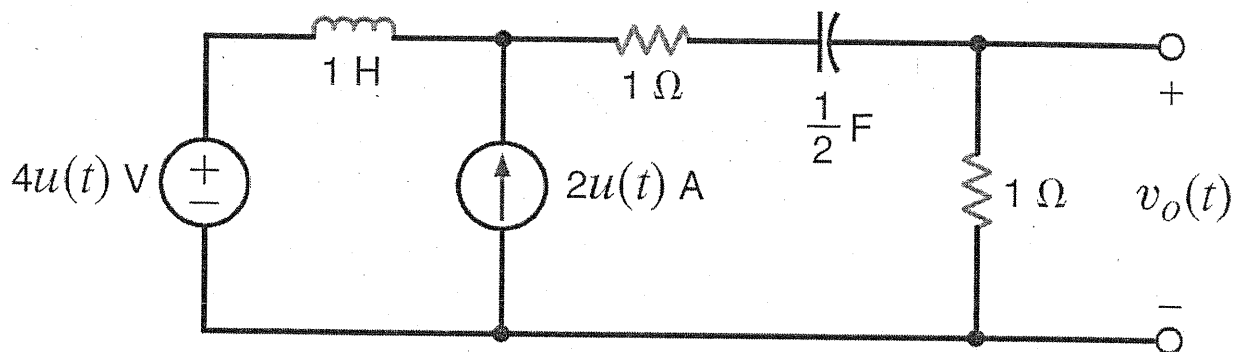 1 H
1 Ω
1/2 F
+
4u(t) V
+
−
2u(t) A
1 Ω
v_o(t)
−